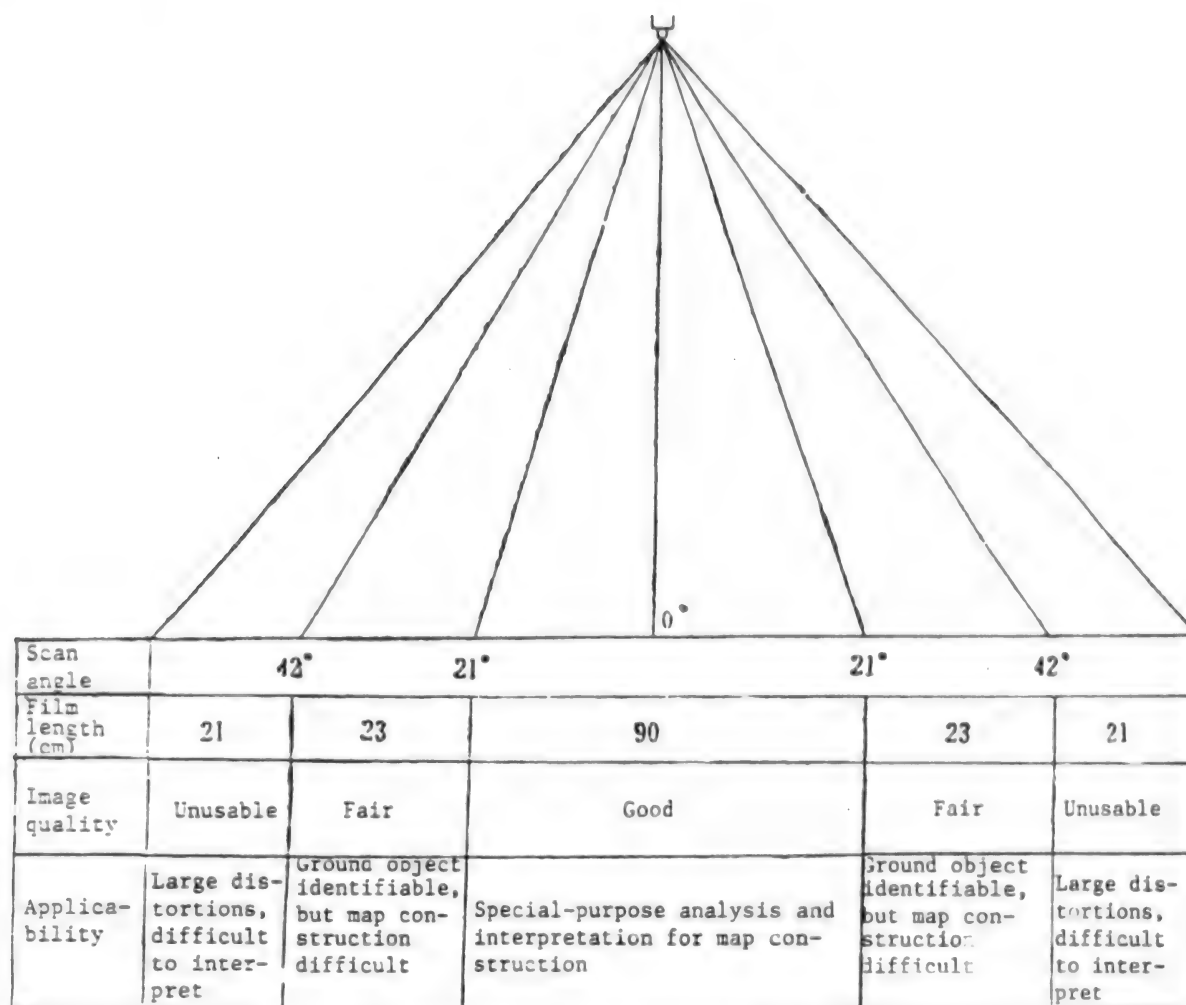 0°
Scan
angle
42° 21° 21° 42°
Film
length
(cm)
21 23 90 23 21
Image
quality
Unusable Fair Good Fair Unusable
Applica-
bility
Large dis-
tortions,
difficult
to inter-
pret
Ground object
identifiable,
but map con-
struction
difficult
Special-purpose analysis and
interpretation for map con-
struction
Ground object
identifiable,
but map con-
struction
difficult
Large dis-
tortions,
difficult
to inter-
pret